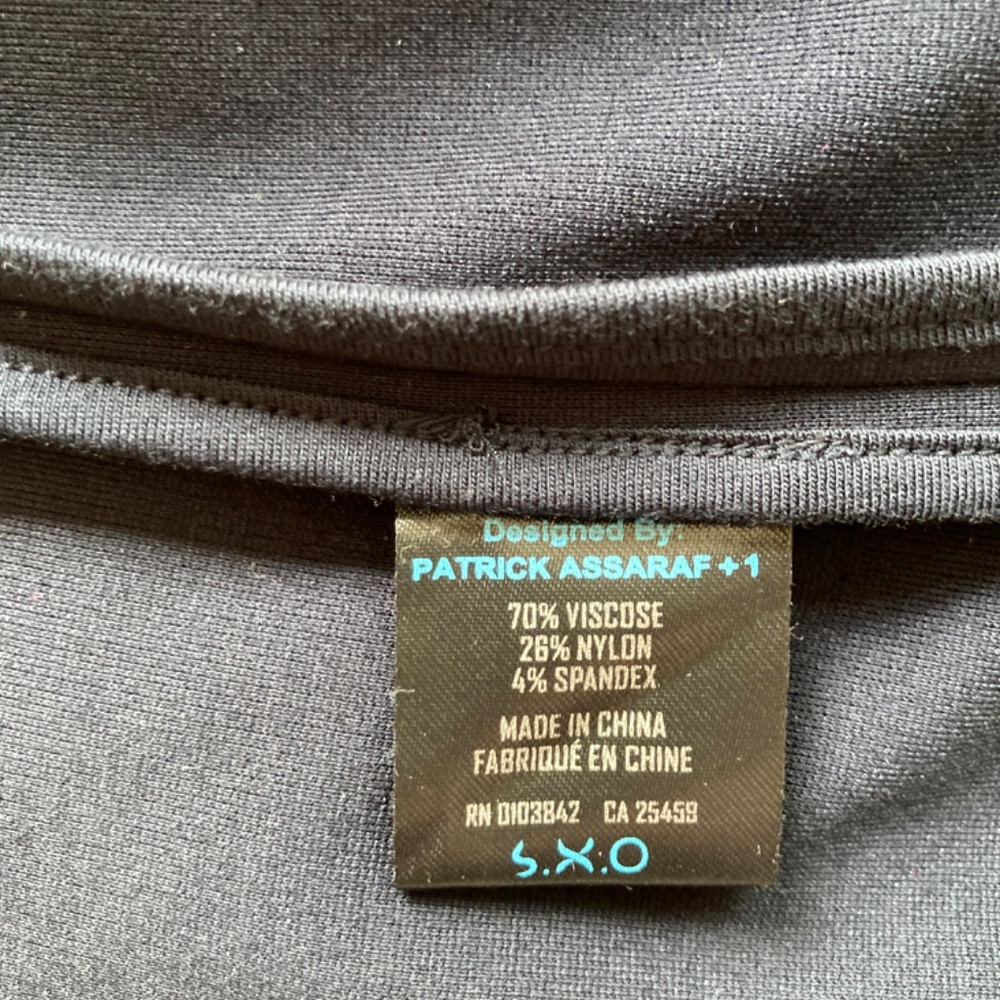 Designed By:
PATRICK ASSARAF +1
70% VISCOSE
26% NYLON
4% SPANDEX
MADE IN CHINA
FABRIQUÉ EN CHINE
RN 0103842 CA 25459
S.X.O